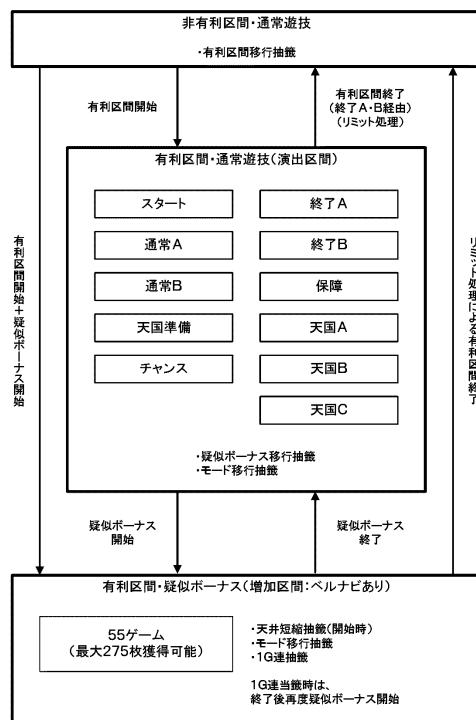 非有利区間・通常遊技
・有利区間移行抽籤
有利区間開始
有利区間終了
(終了A・B経由)
(リミット処理)
有利区間・通常遊技(演出区間)
スタート
終了A
通常A
終了B
通常B
保障
天国準備
天国A
チャンス
天国B
天国C
・疑似ボーナス移行抽籤
・モード移行抽籤
有利区間開始+疑似ボーナス開始
リミット処理による有利区間終了
疑似ボーナス
開始
疑似ボーナス
終了
有利区間・疑似ボーナス(増加区間:ベルナビあり)
55ゲーム
(最大275枚獲得可能)
・天井短縮抽籤(開始時)
・モード移行抽籤
・1G連抽籤
1G連当籤時は、
終了後再度疑似ボーナス開始